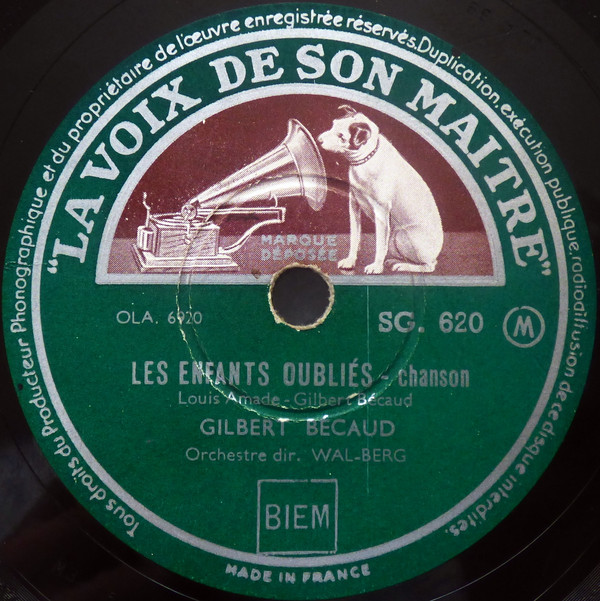 Tous droits du Producteur Phonographique et du propriétaire de l'œuvre enregistrée réservés. Duplication, exécution publique, radiodiffusion de ce disque interdites.
"LA VOIX DE SON MAITRE"
MARQUE
DÉPOSÉE
OLA. 6920
SG. 620 M
LES ENFANTS OUBLIÉS - chanson
Louis Amade - Gilbert Bécaud
GILBERT BÉCAUD
Orchestre dir. WAL-BERG
BIEM
MADE IN FRANCE